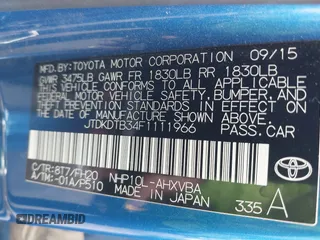 MFD. BY TOYOTA MOTOR CORPORATION 09/15
GVWR 3475LB GAWR FR 1830LB RR 1830LB
THIS VEHICLE CONFORMS TO ALL APPLICABLE
FEDERAL MOTOR VEHICLE SAFETY, BUMPER, AND
THEFT PREVENTION STANDARDS IN EFFECT ON
THE DATE OF MANUFACTURE SHOWN ABOVE.
JTDKDTB34F1111966 PASS.CAR
C/TR:8T7/FH20 NHP10L-AHXVBA
A/TM:-01A/P510 MADE IN JAPAN 335 A
TOYOTA
DREAMBID